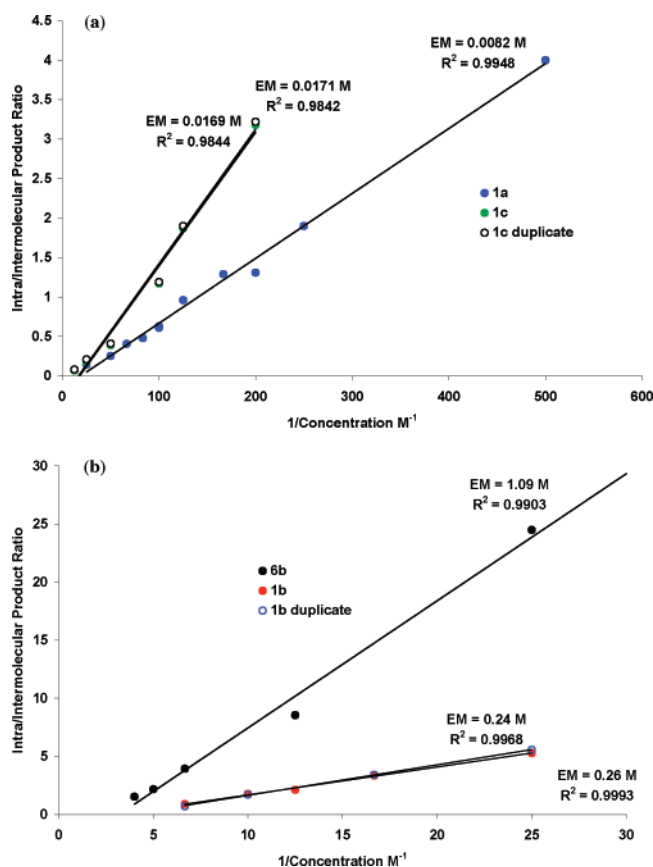 (a)
4.5
4
3.5
3
2.5
2
1.5
1
0.5
0
Intra/Intermolecular Product Ratio
EM = 0.0082 M
R² = 0.9948
EM = 0.0171 M
R² = 0.9842
EM = 0.0169 M
R² = 0.9844
1a
1c
1c duplicate
0 100 200 300 400 500 600
1/Concentration M⁻¹
(b)
30
25
20
15
10
5
0
Intra/Intermolecular Product Ratio
EM = 1.09 M
R² = 0.9903
6b
1b
1b duplicate
EM = 0.24 M
R² = 0.9968
EM = 0.26 M
R² = 0.9993
0 5 10 15 20 25 30
1/Concentration M⁻¹